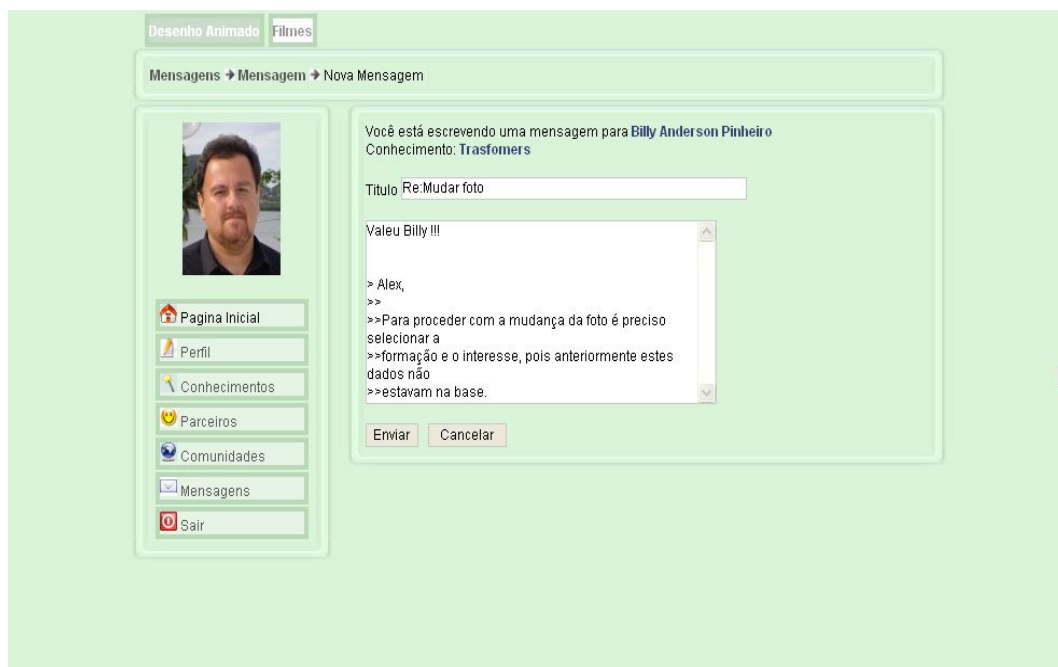 Desenho Animado Filmes
Mensagens Mensagem Nova Mensagem
Você está escrevendo uma mensagem para Billy Anderson Pinheiro
Conhecimento: Trasfomers
Titulo Re:Mudar foto
Valeu Billy !!!
> Alex,
>>
>>Para proceder com a mudança da foto é preciso
selecionar a
>>formação e o interesse, pois anteriormente estes
dados não
>>estavam na base.
Enviar Cancelar
Pagina Inicial
Perfil
Conhecimentos
Parceiros
Comunidades
Mensagens
Sair